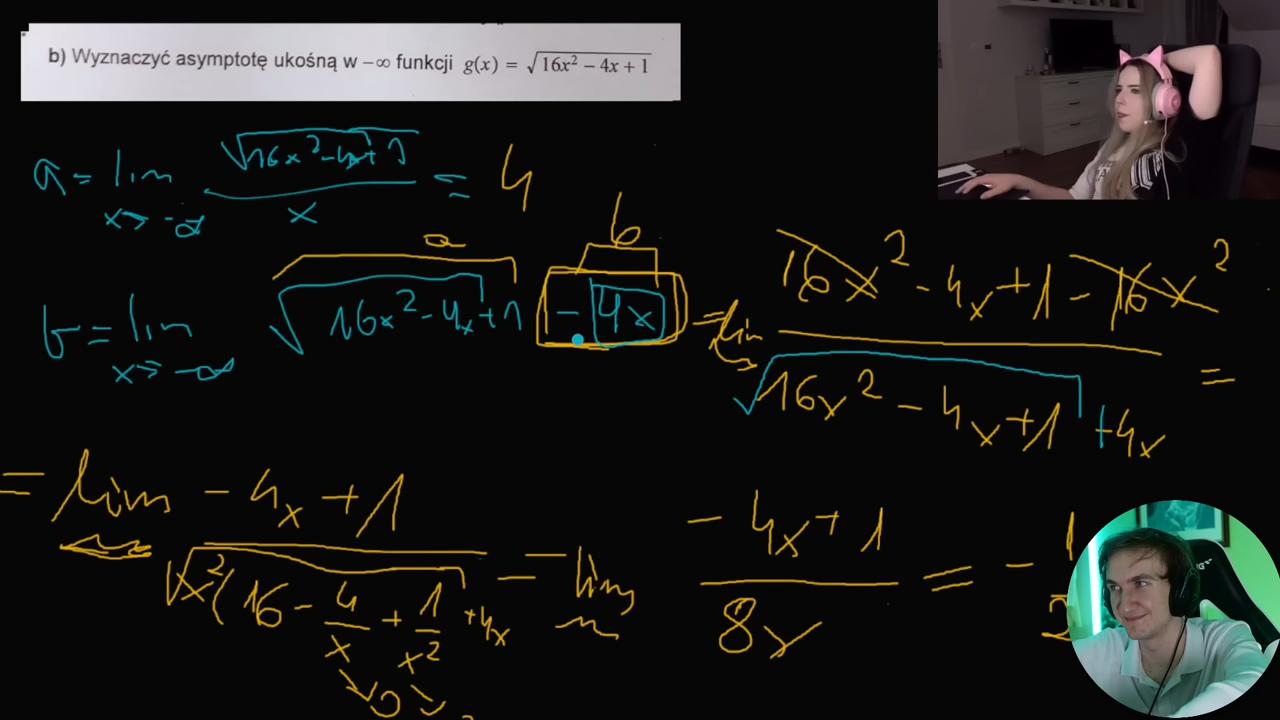 b) Wyznaczyć asymptotę ukośną w −∞ funkcji g(x) = √(16x² − 4x + 1)
a = lim x→-∞ √(16x²-4x+1) / x = 4
a
b
b = lim x→-∞ √(16x²-4x+1) - 4x = lim (16x² - 4x + 1 - 16x²) / (√(16x² - 4x + 1) + 4x) =
= lim (-4x + 1) / (√(x²(16 - 4/x + 1/x²) + 4x) = lim (-4x + 1) / 8x = - 1/2
→0